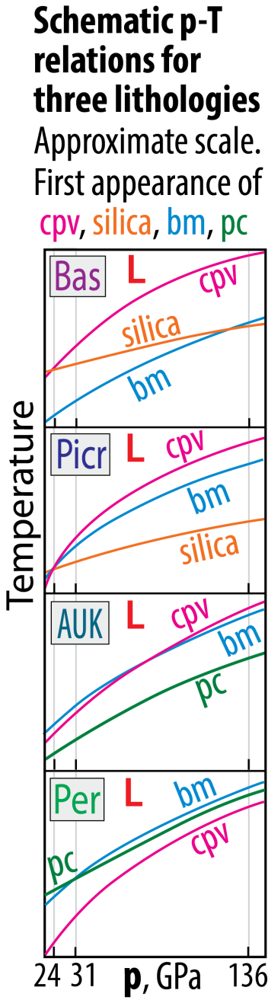 Schematic p-T
relations for
three lithologies
Approximate scale.
First appearance of
cpv, silica, bm, pc
Temperature
Bas
L
cpv
silica
bm
Picr
L
cpv
bm
silica
AUK
L
cpv
bm
pc
Per
L
bm
pc
cpv
24 31 p, GPa 136